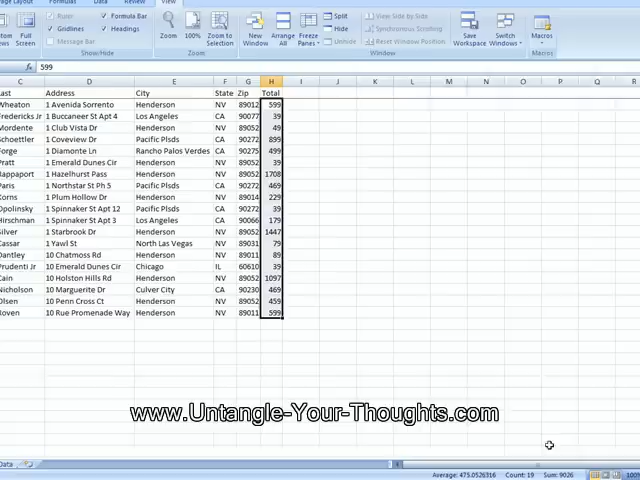 Page Layout Formulas Data Review View
Ruler Formula Bar
Gridlines Headings
Message Bar
Show/Hide
Full Screen
Zoom 100% Zoom to Selection
Zoom
New Window Arrange All Freeze Panes
Split
Hide
Unhide
View Side by Side
Synchronous Scrolling
Reset Window Position
Window
Save Workspace Switch Windows
Macros
Macros
599
C D E F G H I J K L M N O P Q R
Last Address City State Zip Total
Wheaton 1 Avenida Sorrento Henderson NV 89012 599
Fredericks Jr 1 Buccaneer St Apt 4 Los Angeles CA 90077 39
Mordente 1 Club Vista Dr Henderson NV 89052 49
Schoettler 1 Coveview Dr Pacific Plsds CA 90272 899
Forge 1 Diamonte Ln Rancho Palos Verdes CA 90275 499
Pratt 1 Emerald Dunes Cir Henderson NV 89052 39
Rappaport 1 Hazelhurst Pass Henderson NV 89052 1708
Paris 1 Northstar St Ph 5 Pacific Plsds CA 90272 469
Korns 1 Plum Hollow Dr Henderson NV 89014 229
Opolinsky 1 Spinnaker St Apt 12 Pacific Plsds CA 90272 39
Hirschman 1 Spinnaker St Apt 3 Los Angeles CA 90066 179
Silver 1 Starbrook Dr Henderson NV 89052 1447
Cassar 1 Yawl St North Las Vegas NV 89031 79
Dantley 10 Chatmoss Rd Henderson NV 89011 89
Prudenti Jr 10 Emerald Dunes Cir Chicago IL 60610 39
Cain 10 Holston Hills Rd Henderson NV 89052 1097
Nicholson 10 Marguerite Dr Culver City CA 90230 469
Olsen 10 Penn Cross Ct Henderson NV 89052 459
Roven 10 Rue Promenade Way Henderson NV 89011 599
www.Untangle-Your-Thoughts.com
Data
Average: 475.0526316 Count: 19 Sum: 9026 100%